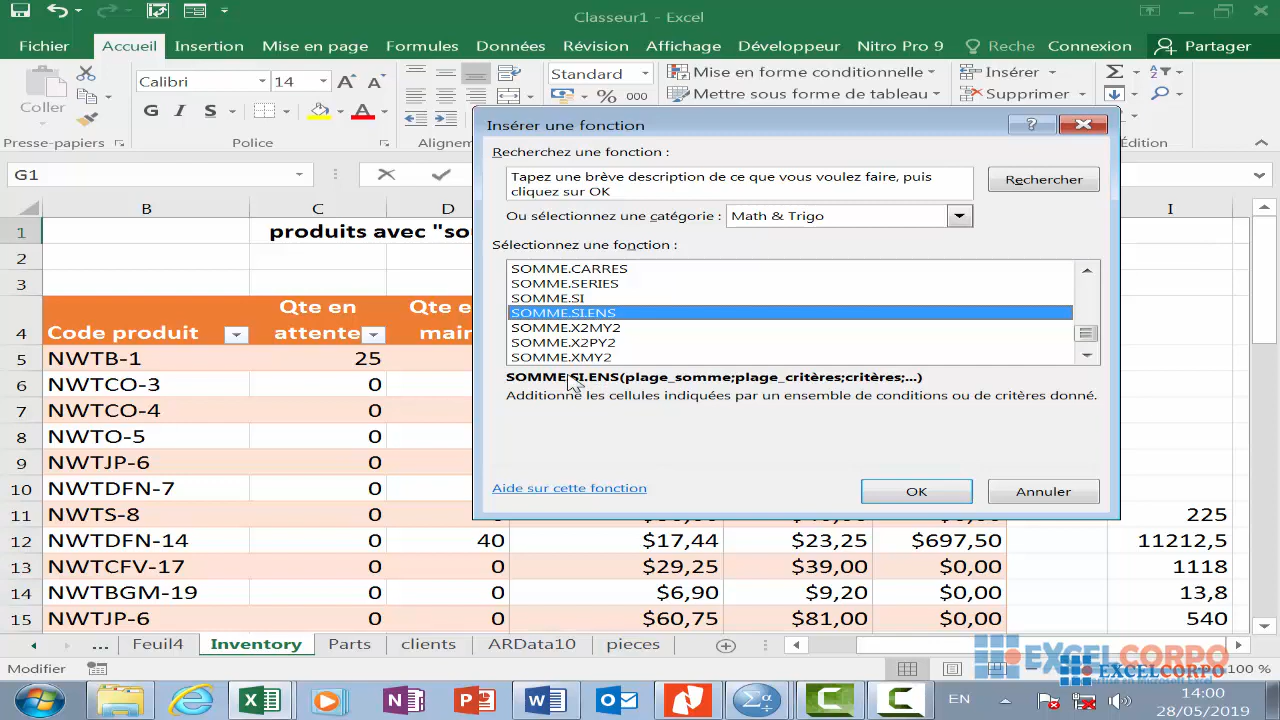 Classeur1 - Excel
Fichier Accueil Insertion Mise en page Formules Données Révision Affichage Développeur Nitro Pro 9 Reche Connexion Partager
Coller
Calibri 14
G I S
Standard
% 000
Mise en forme conditionnelle
Mettre sous forme de tableau
Insérer
Supprimer
Presse-papiers Police Alignem Édition
G1
Insérer une fonction
Recherchez une fonction :
Tapez une brève description de ce que vous voulez faire, puis
cliquez sur OK
Rechercher
Ou sélectionnez une catégorie : Math & Trigo
Sélectionnez une fonction :
SOMME.CARRES
SOMME.SERIES
SOMME.SI
SOMME.SI.ENS
SOMME.X2MY2
SOMME.X2PY2
SOMME.XMY2
SOMME.SI.ENS(plage_somme;plage_critères;critères;...)
Additionne les cellules indiquées par un ensemble de conditions ou de critères donné.
Aide sur cette fonction
OK Annuler
B C D I
1 produits avec "so
2
3
4 Code produit Qte en attente Qte e main
5 NWTB-1 25
6 NWTCO-3 0
7 NWTCO-4 0
8 NWTO-5 0
9 NWTJP-6 0
10 NWTDFN-7 0
11 NWTS-8 0 225
12 NWTDFN-14 0 40 $17,44 $23,25 $697,50 11212,5
13 NWTCFV-17 0 0 $29,25 $39,00 $0,00 1118
14 NWTBGM-19 0 0 $6,90 $9,20 $0,00 13,8
15 NWTJP-6 0 0 $60,75 $81,00 $0,00 540
... Feuil4 Inventory Parts clients ARData10 pieces
Modifier 100 %
EXCELCORPO
EXCELCORPO
EN 14:00
28/05/2019